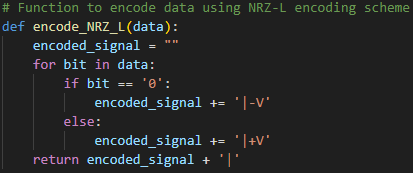 # Function to encode data using NRZ-L encoding scheme
def encode_NRZ_L(data):
    encoded_signal = ""
    for bit in data:
        if bit == '0':
            encoded_signal += '|-V'
        else:
            encoded_signal += '|+V'
    return encoded_signal + '|'